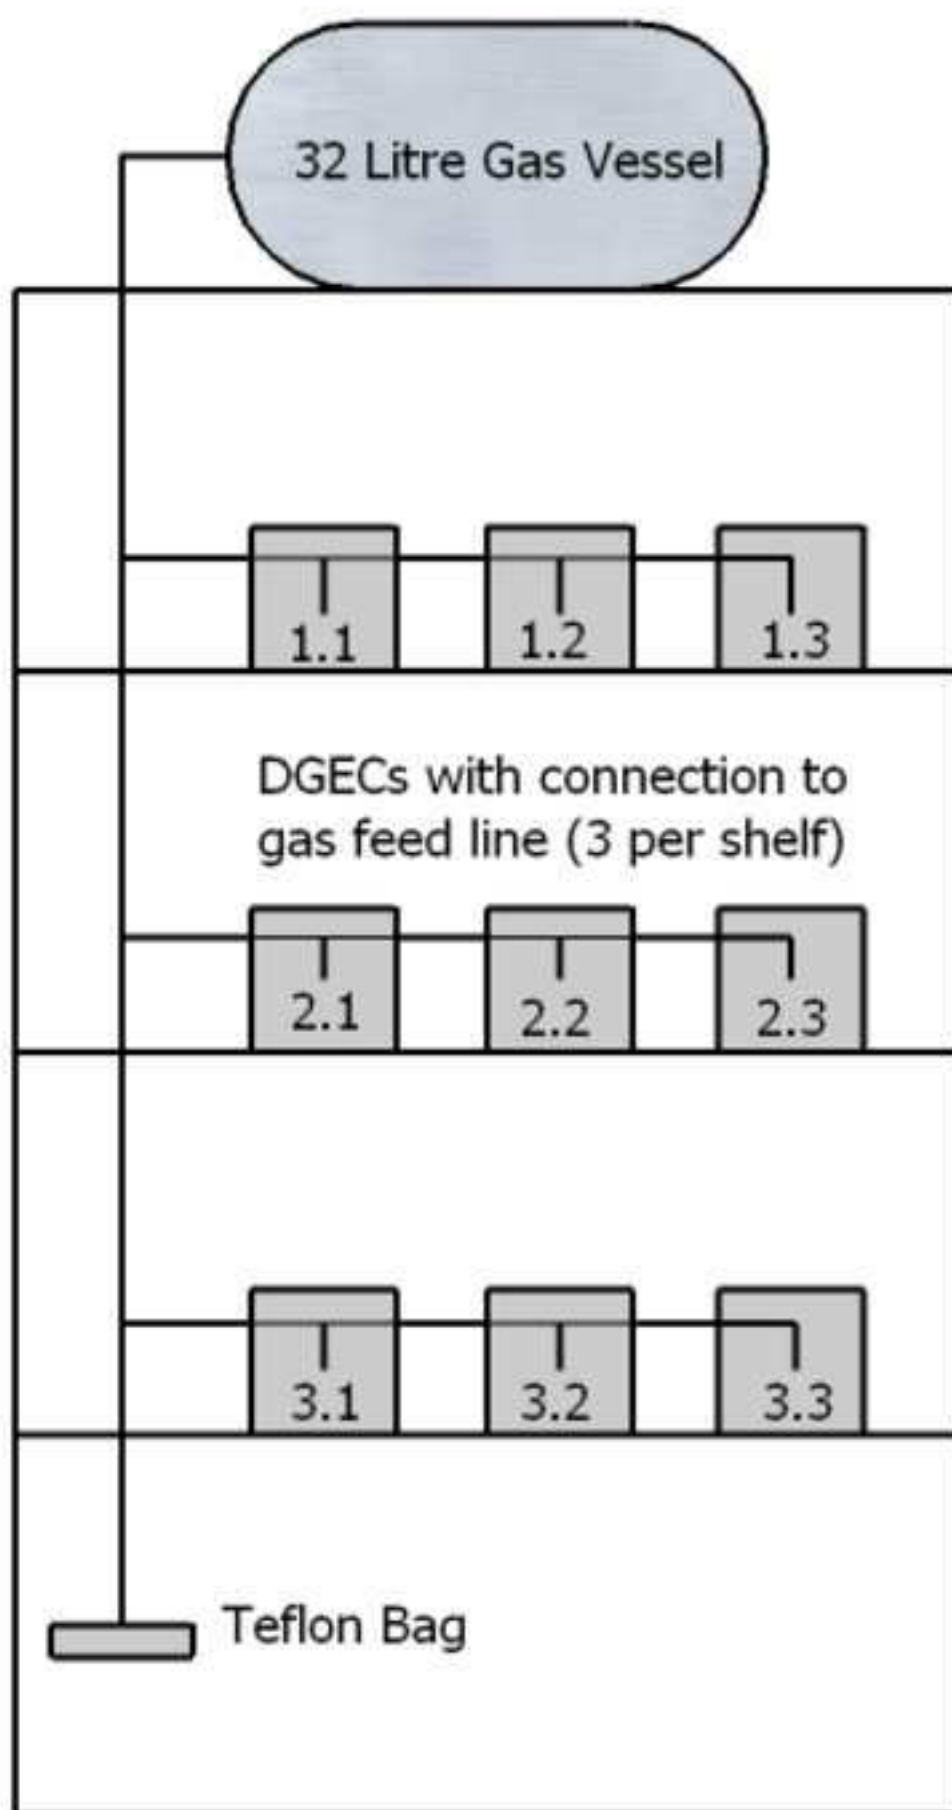 32 Litre Gas Vessel
1.1
1.2
1.3
DGECs with connection to
gas feed line (3 per shelf)
2.1
2.2
2.3
3.1
3.2
3.3
Teflon Bag